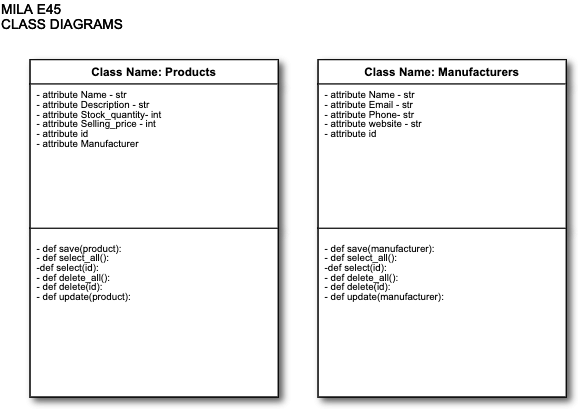 MILA E45
CLASS DIAGRAMS
Class Name: Products
- attribute Name - str
- attribute Description - str
- attribute Stock_quantity- int
- attribute Selling_price - int
- attribute id
- attribute Manufacturer
- def save(product):
- def select_all():
-def select(id):
- def delete_all():
- def delete(id):
- def update(product):
Class Name: Manufacturers
- attribute Name - str
- attribute Email - str
- attribute Phone- str
- attribute website - str
- attribute id
- def save(manufacturer):
- def select_all():
-def select(id):
- def delete_all():
- def delete(id):
- def update(manufacturer):